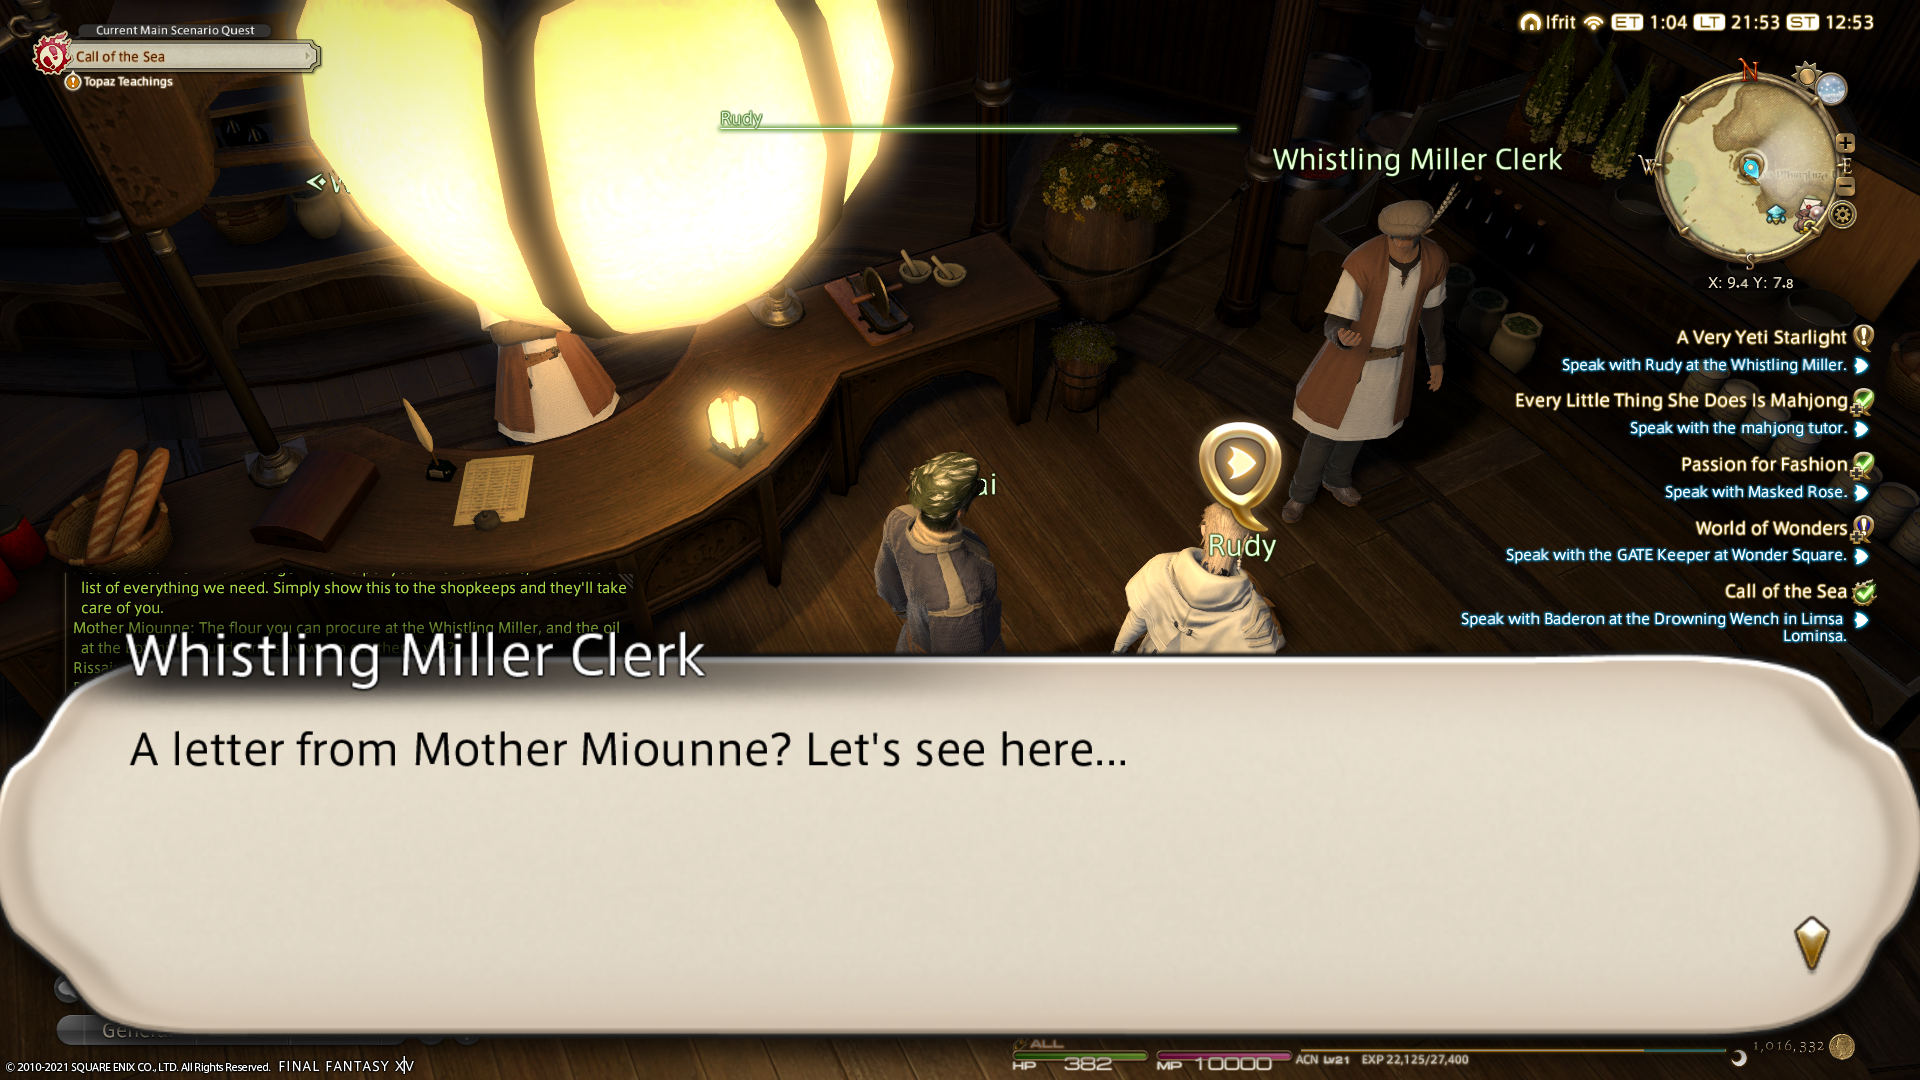 Current Main Scenario Quest
Call of the Sea
Topaz Teachings
Ifrit ET 1:04 LT 21:53 ST 12:53
N
W
E
S
X: 9.4 Y: 7.8
Rudy
Whistling Miller Clerk
A Very Yeti Starlight
Speak with Rudy at the Whistling Miller.
Every Little Thing She Does Is Mahjong
Speak with the mahjong tutor.
Passion for Fashion
Speak with Masked Rose.
World of Wonders
Speak with the GATE Keeper at Wonder Square.
Call of the Sea
Speak with Baderon at the Drowning Wench in Limsa
Lominsa.
ai
Rudy
list of everything we need. Simply show this to the shopkeeps and they'll take
care of you.
Mother Miounne: The flour you can procure at the Whistling Miller, and the oil
at the
Whistling Miller Clerk
A letter from Mother Miounne? Let's see here...
ALL
HP 382 MP 10000 ACN Lv21 EXP 22,125/27,400
1,016,332
© 2010-2021 SQUARE ENIX CO., LTD. All Rights Reserved. FINAL FANTASY XIV